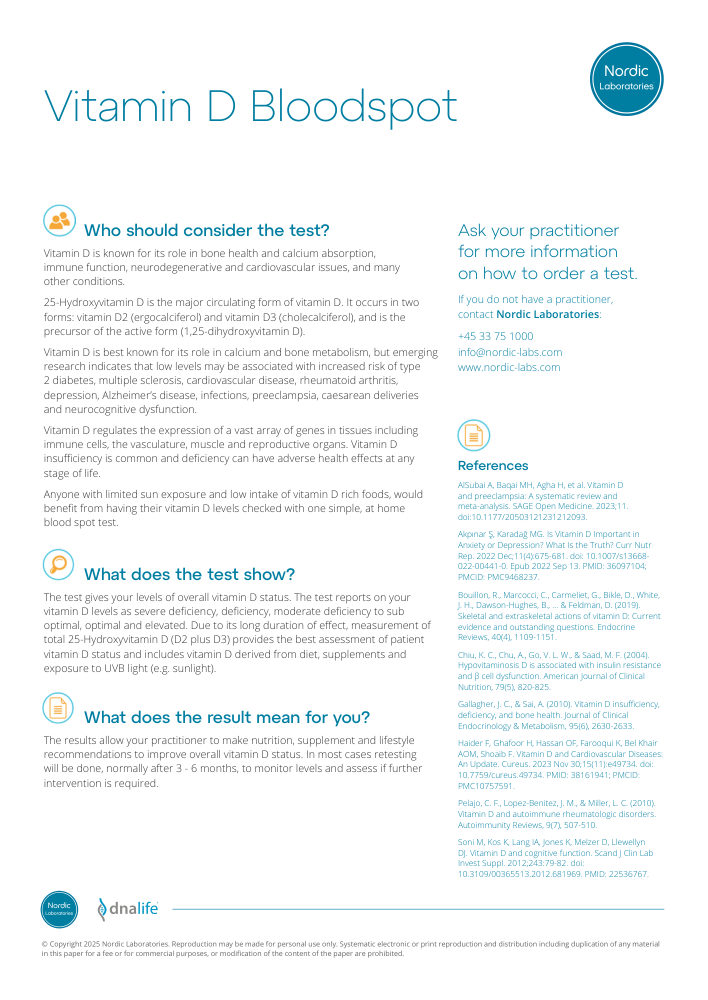 Nordic
Laboratories
Vitamin D Bloodspot
Who should consider the test?
Vitamin D is known for its role in bone health and calcium absorption,
immune function, neurodegenerative and cardiovascular issues, and many
other conditions.
25-Hydroxyvitamin D is the major circulating form of vitamin D. It occurs in two
forms: vitamin D2 (ergocalciferol) and vitamin D3 (cholecalciferol), and is the
precursor of the active form (1,25-dihydroxyvitamin D).
Vitamin D is best known for its role in calcium and bone metabolism, but emerging
research indicates that low levels may be associated with increased risk of type
2 diabetes, multiple sclerosis, cardiovascular disease, rheumatoid arthritis,
depression, Alzheimer's disease, infections, preeclampsia, caesarean deliveries
and neurocognitive dysfunction.
Vitamin D regulates the expression of a vast array of genes in tissues including
immune cells, the vasculature, muscle and reproductive organs. Vitamin D
insufficiency is common and deficiency can have adverse health effects at any
stage of life.
Anyone with limited sun exposure and low intake of vitamin D rich foods, would
benefit from having their vitamin D levels checked with one simple, at home
blood spot test.
What does the test show?
The test gives your levels of overall vitamin D status. The test reports on your
vitamin D levels as severe deficiency, deficiency, moderate deficiency to sub
optimal, optimal and elevated. Due to its long duration of effect, measurement of
total 25-Hydroxyvitamin D (D2 plus D3) provides the best assessment of patient
vitamin D status and includes vitamin D derived from diet, supplements and
exposure to UVB light (e.g. sunlight).
What does the result mean for you?
The results allow your practitioner to make nutrition, supplement and lifestyle
recommendations to improve overall vitamin D status. In most cases retesting
will be done, normally after 3 - 6 months, to monitor levels and assess if further
intervention is required.
Ask your practitioner
for more information
on how to order a test.
If you do not have a practitioner,
contact Nordic Laboratories:
+45 33 75 1000
info@nordic-labs.com
www.nordic-labs.com
References
AlSubai A, Baqai MH, Agha H, et al. Vitamin D
and preeclampsia: A systematic review and
meta-analysis. SAGE Open Medicine. 2023;11.
doi:10.1177/20503121231212093.
Akpınar Ş, Karadağ MG. Is Vitamin D Important in
Anxiety or Depression? What Is the Truth? Curr Nutr
Rep. 2022 Dec;11(4):675-681. doi: 10.1007/s13668-
022-00441-0. Epub 2022 Sep 13. PMID: 36097104;
PMCID: PMC9468237.
Bouillon, R., Marcocci, C., Carmeliet, G., Bikle, D., White,
J. H., Dawson-Hughes, B., ... & Feldman, D. (2019).
Skeletal and extraskeletal actions of vitamin D: Current
evidence and outstanding questions. Endocrine
Reviews, 40(4), 1109-1151.
Chiu, K. C., Chu, A., Go, V. L. W., & Saad, M. F. (2004).
Hypovitaminosis D is associated with insulin resistance
and β cell dysfunction. American Journal of Clinical
Nutrition, 79(5), 820-825.
Gallagher, J. C., & Sai, A. (2010). Vitamin D insufficiency,
deficiency, and bone health. Journal of Clinical
Endocrinology & Metabolism, 95(6), 2630-2633.
Haider F, Ghafoor H, Hassan OF, Farooqui K, Bel Khair
AOM, Shoaib F. Vitamin D and Cardiovascular Diseases:
An Update. Cureus. 2023 Nov 30;15(11):e49734. doi:
10.7759/cureus.49734. PMID: 38161941; PMCID:
PMC10757591.
Pelajo, C. F., Lopez-Benitez, J. M., & Miller, L. C. (2010).
Vitamin D and autoimmune rheumatologic disorders.
Autoimmunity Reviews, 9(7), 507-510.
Soni M, Kos K, Lang IA, Jones K, Melzer D, Llewellyn
DJ. Vitamin D and cognitive function. Scand J Clin Lab
Invest Suppl. 2012;243:79-82. doi:
10.3109/00365513.2012.681969. PMID: 22536767.
Nordic
Laboratories
dnalife
© Copyright 2025 Nordic Laboratories. Reproduction may be made for personal use only. Systematic electronic or print reproduction and distribution including duplication of any material
in this paper for a fee or for commercial purposes, or modification of the content of the paper are prohibited.